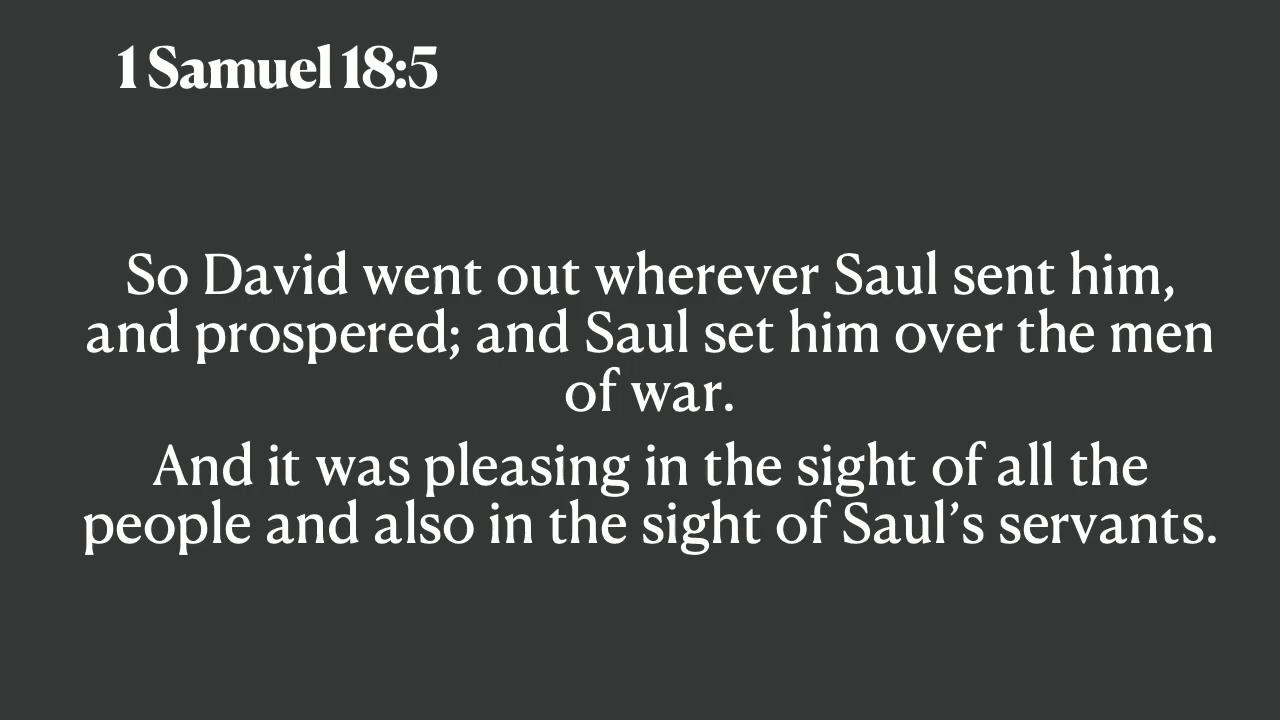 1 Samuel 18:5
So David went out wherever Saul sent him,
and prospered; and Saul set him over the men
of war.
And it was pleasing in the sight of all the
people and also in the sight of Saul’s servants.